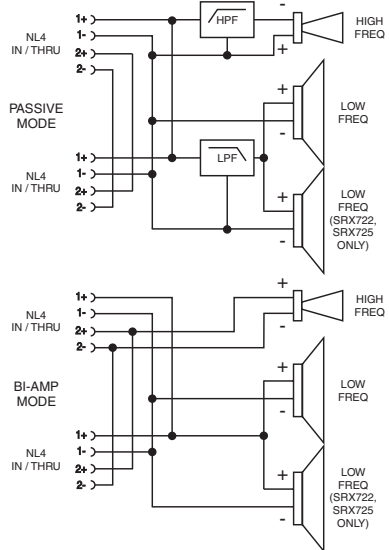 1+
NL4
IN / THRU
1-
2+
2-
HPF
-
+
HIGH
FREQ
PASSIVE
MODE
+
-
LOW
FREQ
NL4
IN / THRU
1+
1-
2+
2-
LPF
+
-
LOW
FREQ
(SRX722,
SRX725
ONLY)
NL4
IN / THRU
1+
1-
2+
2-
+
-
HIGH
FREQ
BI-AMP
MODE
+
-
LOW
FREQ
NL4
IN / THRU
1+
1-
2+
2-
+
-
LOW
FREQ
(SRX722,
SRX725
ONLY)